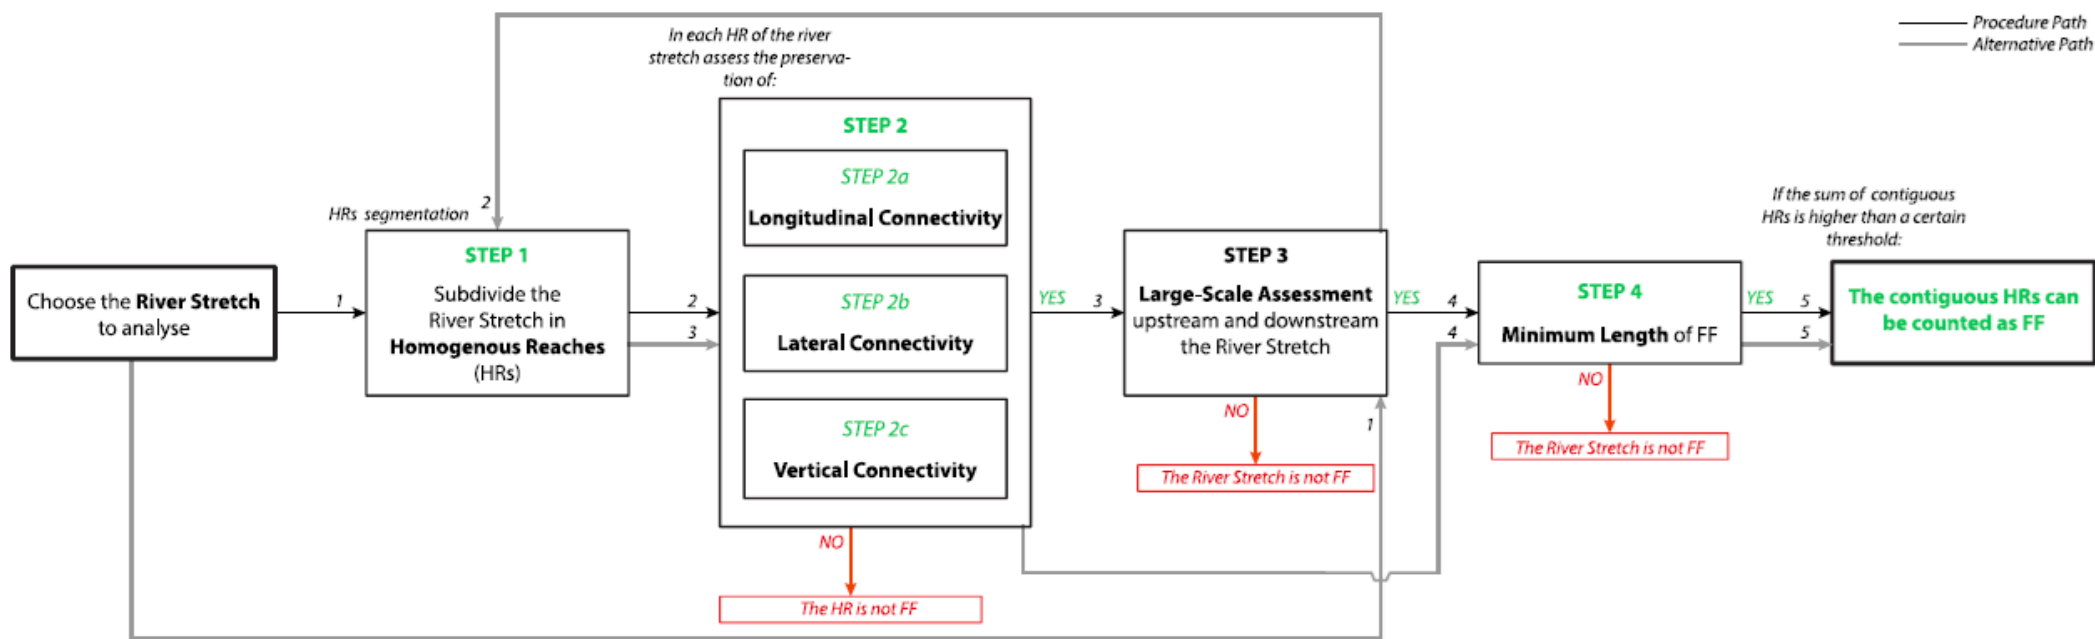 Procedure Path
Alternative Path
In each HR of the river
stretch assess the preserva-
tion of:
HRs segmentation
2
If the sum of contiguous
HRs is higher than a certain
threshold:
Choose the River Stretch
to analyse
1
STEP 1
Subdivide the
River Stretch in
Homogenous Reaches
(HRs)
2
3
STEP 2
STEP 2a
Longitudinal Connectivity
STEP 2b
Lateral Connectivity
STEP 2c
Vertical Connectivity
NO
The HR is not FF
YES
3
STEP 3
Large-Scale Assessment
upstream and downstream
the River Stretch
NO
1
The River Stretch is not FF
YES
4
4
STEP 4
Minimum Length of FF
NO
The River Stretch is not FF
YES
5
5
The contiguous HRs can
be counted as FF